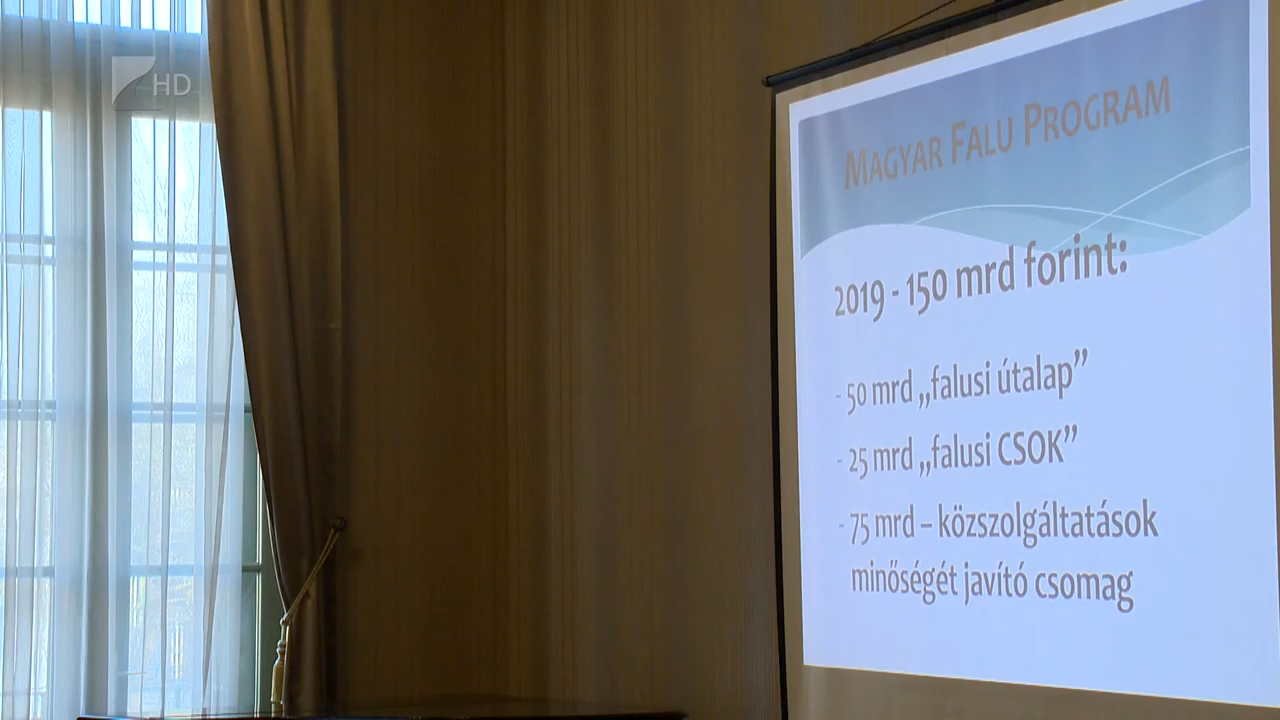 HD
MAGYAR FALU PROGRAM
2019 - 150 mrd forint:
- 50 mrd „falusi útalap”
- 25 mrd „falusi CSOK”
- 75 mrd – közszolgáltatások
minőségét javító csomag